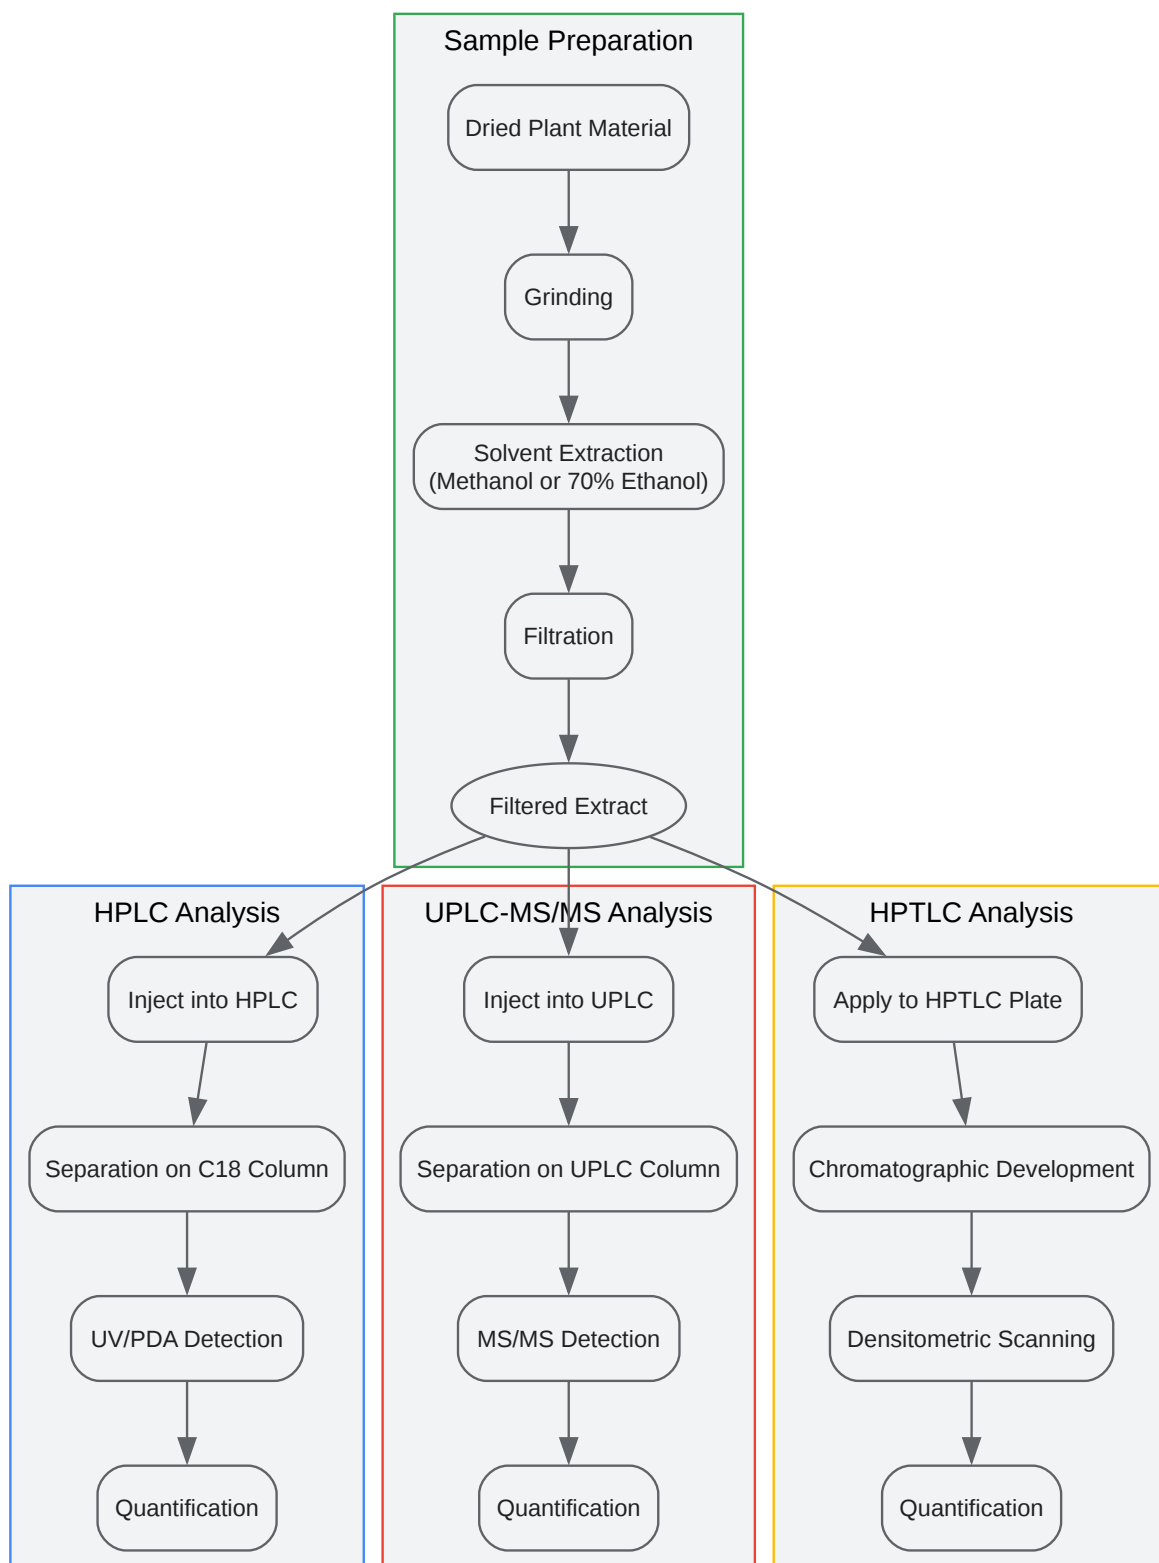 Sample Preparation
Dried Plant Material
Grinding
Solvent Extraction
(Methanol or 70% Ethanol)
Filtration
Filtered Extract
HPLC Analysis
Inject into HPLC
Separation on C18 Column
UV/PDA Detection
Quantification
UPLC-MS/MS Analysis
Inject into UPLC
Separation on UPLC Column
MS/MS Detection
Quantification
HPTLC Analysis
Apply to HPTLC Plate
Chromatographic Development
Densitometric Scanning
Quantification